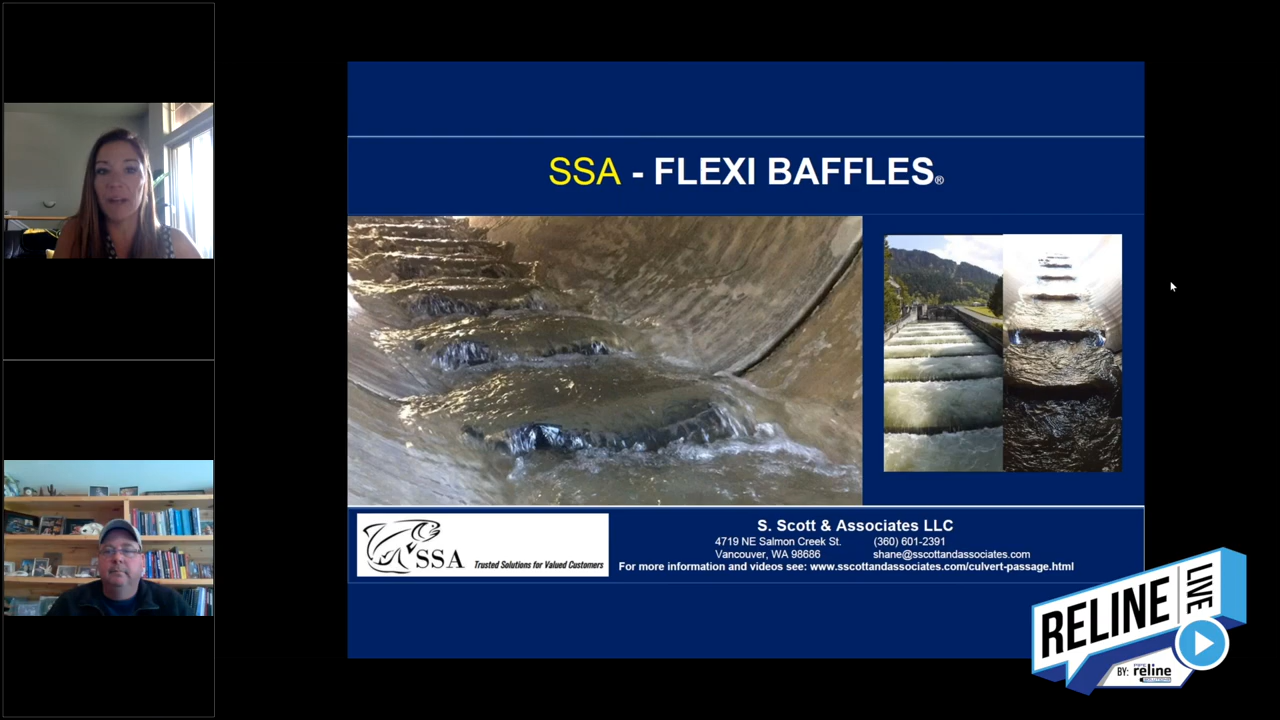 SSA - FLEXI BAFFLES®
SSA Trusted Solutions for Valued Customers
S. Scott & Associates LLC
4719 NE Salmon Creek St. (360) 601-2391
Vancouver, WA 98686 shane@sscottandassociates.com
For more information and videos see: www.sscottandassociates.com/culvert-passage.html
RELINE LIVE
BY: PIPE reline SOLUTIONS